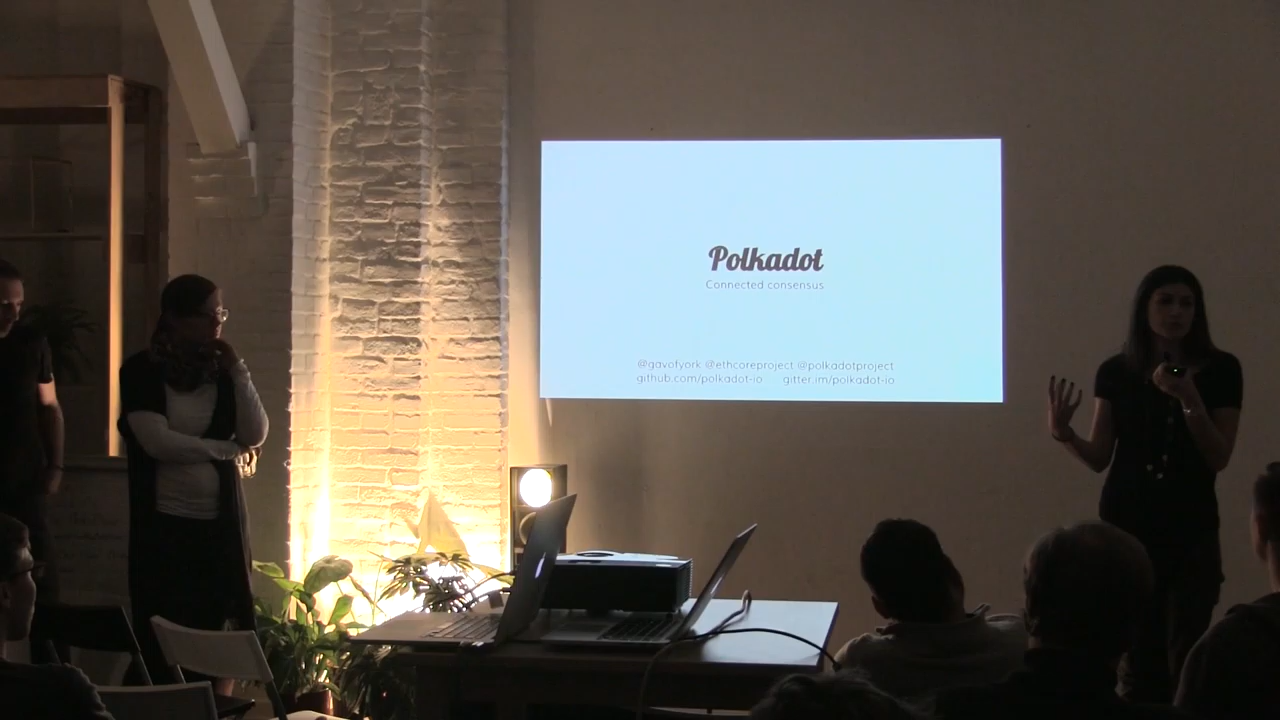 Polkadot
Connected consensus
@gavofyork @ethcoreproject @polkadotproject
github.com/polkadot-io gitter.im/polkadot-io